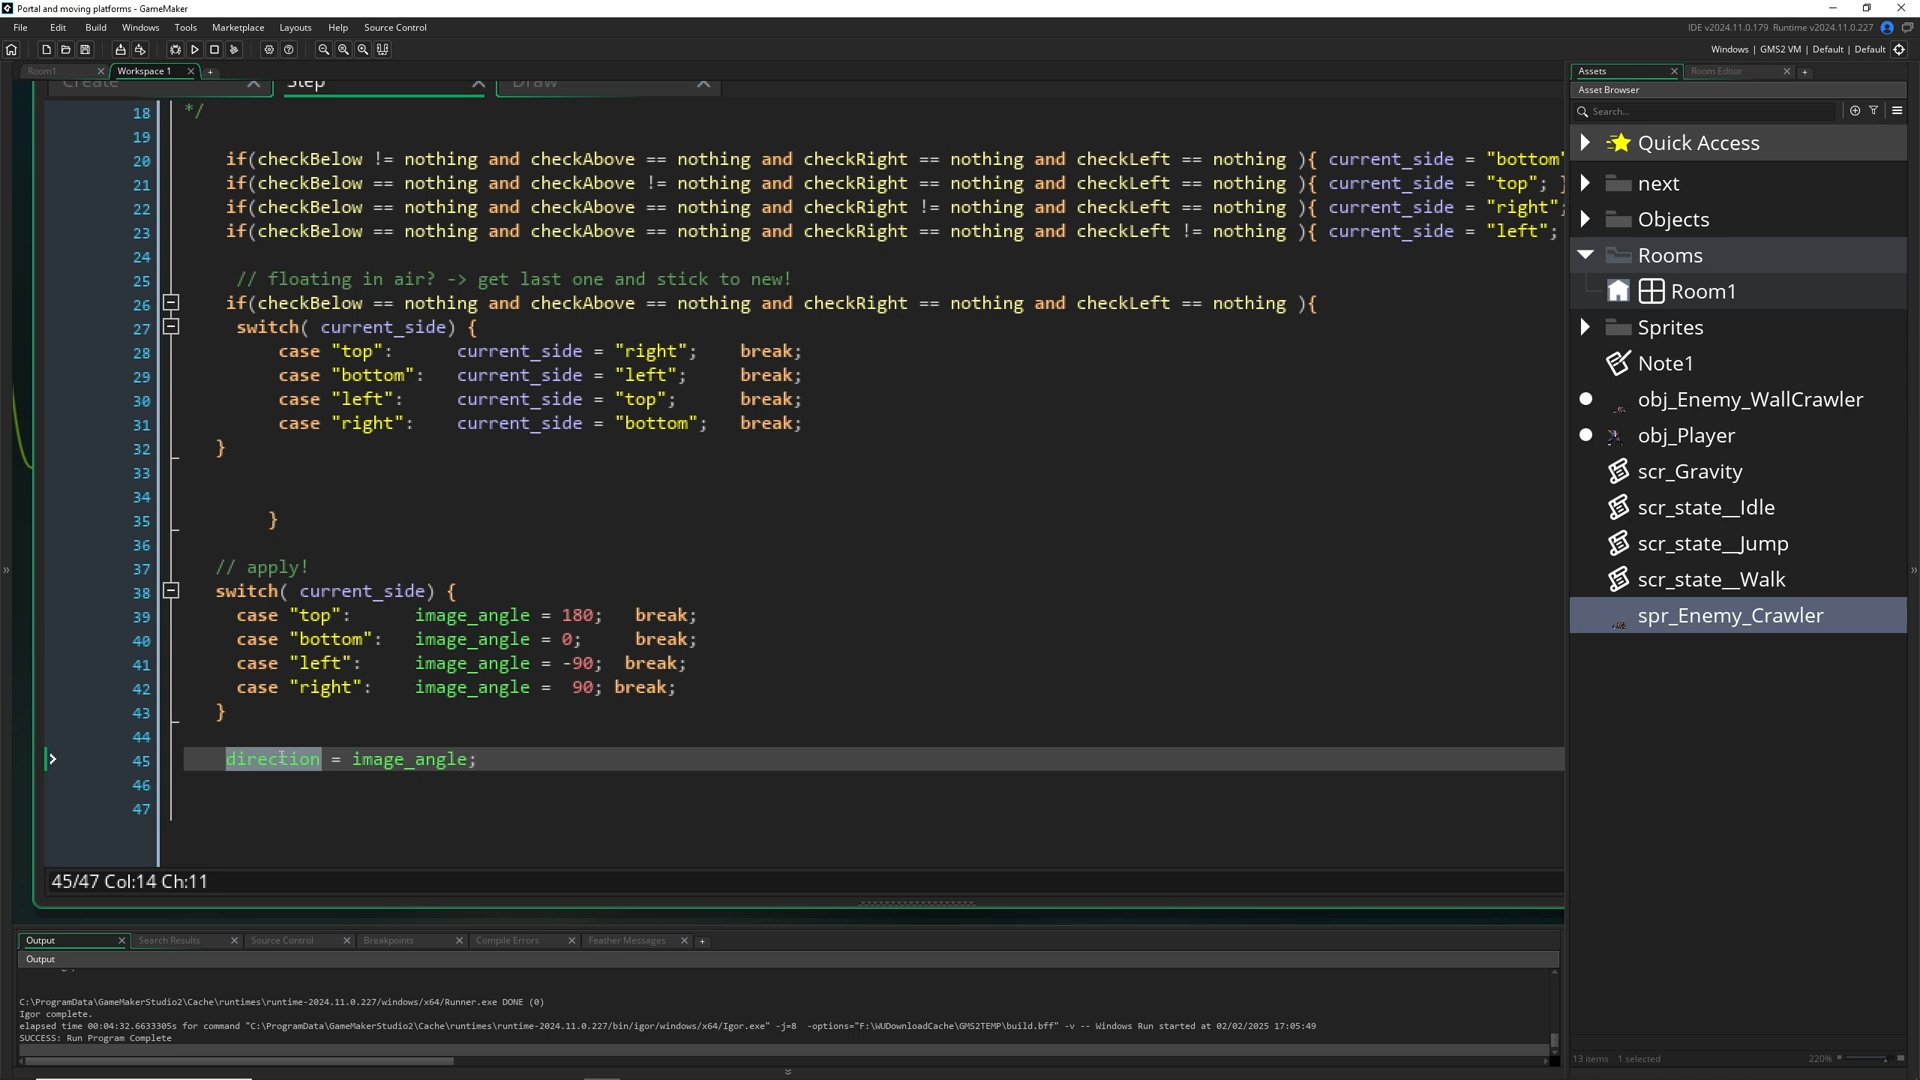 Portal and moving platforms - GameMaker
File Edit Build Windows Tools Marketplace Layouts Help Source Control
IDE v2024.11.0.179 Runtime v2024.11.0.227
Windows | GMS2 VM | Default | Default
Room1 Workspace 1
Create Step Draw
18 */
19
20 if(checkBelow != nothing and checkAbove == nothing and checkRight == nothing and checkLeft == nothing ){ current_side = "bottom"
21 if(checkBelow == nothing and checkAbove != nothing and checkRight == nothing and checkLeft == nothing ){ current_side = "top"; }
22 if(checkBelow == nothing and checkAbove == nothing and checkRight != nothing and checkLeft == nothing ){ current_side = "right";
23 if(checkBelow == nothing and checkAbove == nothing and checkRight == nothing and checkLeft != nothing ){ current_side = "left";
24
25 // floating in air? -> get last one and stick to new!
26 if(checkBelow == nothing and checkAbove == nothing and checkRight == nothing and checkLeft == nothing ){
27 switch( current_side) {
28 case "top": current_side = "right"; break;
29 case "bottom": current_side = "left"; break;
30 case "left": current_side = "top"; break;
31 case "right": current_side = "bottom"; break;
32 }
33
34
35 }
36
37 // apply!
38 switch( current_side) {
39 case "top": image_angle = 180; break;
40 case "bottom": image_angle = 0; break;
41 case "left": image_angle = -90; break;
42 case "right": image_angle = 90; break;
43 }
44
45 direction = image_angle;
46
47
45/47 Col:14 Ch:11
Assets Room Editor
Asset Browser
Search...
Quick Access
next
Objects
Rooms
Room1
Sprites
Note1
obj_Enemy_WallCrawler
obj_Player
scr_Gravity
scr_state__Idle
scr_state__Jump
scr_state__Walk
spr_Enemy_Crawler
13 items 1 selected 220%
Output Search Results Source Control Breakpoints Compile Errors Feather Messages
Output
C:\ProgramData\GameMakerStudio2\Cache\runtimes\runtime-2024.11.0.227/windows/x64/Runner.exe DONE (0)
Igor complete.
elapsed time 00:04:32.6633305s for command "C:\ProgramData\GameMakerStudio2\Cache\runtimes\runtime-2024.11.0.227/bin/igor/windows/x64/Igor.exe" -j=8 -options="F:\WUDownloadCache\GMS2TEMP\build.bff" -v -- Windows Run started at 02/02/2025 17:05:49
SUCCESS: Run Program Complete